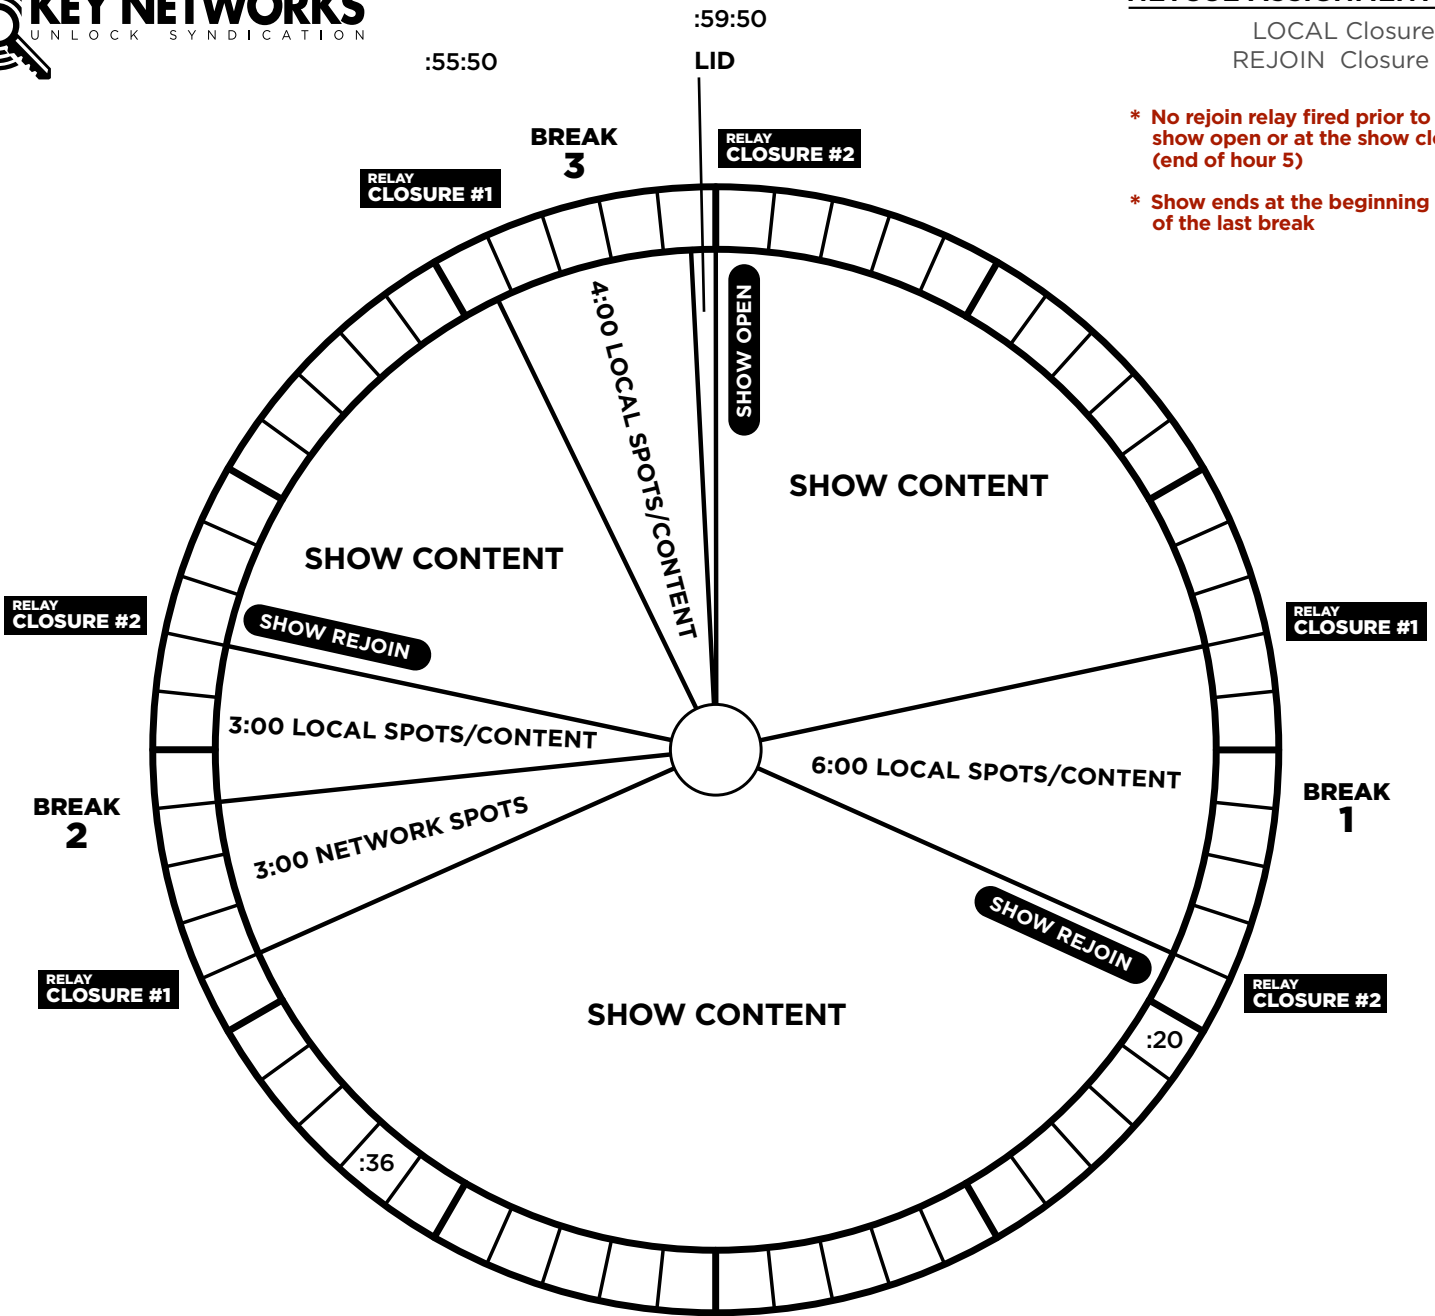 KEY NETWORKS
UNLOCK SYNDICATION
:55:50
:59:50
LID
LOCAL Closure
REJOIN Closure
* No rejoin relay fired prior to
show open or at the show
(end of hour 5)
* Show ends at the beginning
of the last break
BREAK
3
RELAY
CLOSURE #2
RELAY
CLOSURE #1
4:00 LOCAL SPOTS/CONTENT
SHOW OPEN
SHOW CONTENT
SHOW CONTENT
RELAY
CLOSURE #2
SHOW REJOIN
RELAY
CLOSURE #1
3:00 LOCAL SPOTS/CONTENT
6:00 LOCAL SPOTS/CONTENT
BREAK
2
BREAK
1
3:00 NETWORK SPOTS
SHOW REJOIN
RELAY
CLOSURE #1
RELAY
CLOSURE #2
SHOW CONTENT
:20
:36